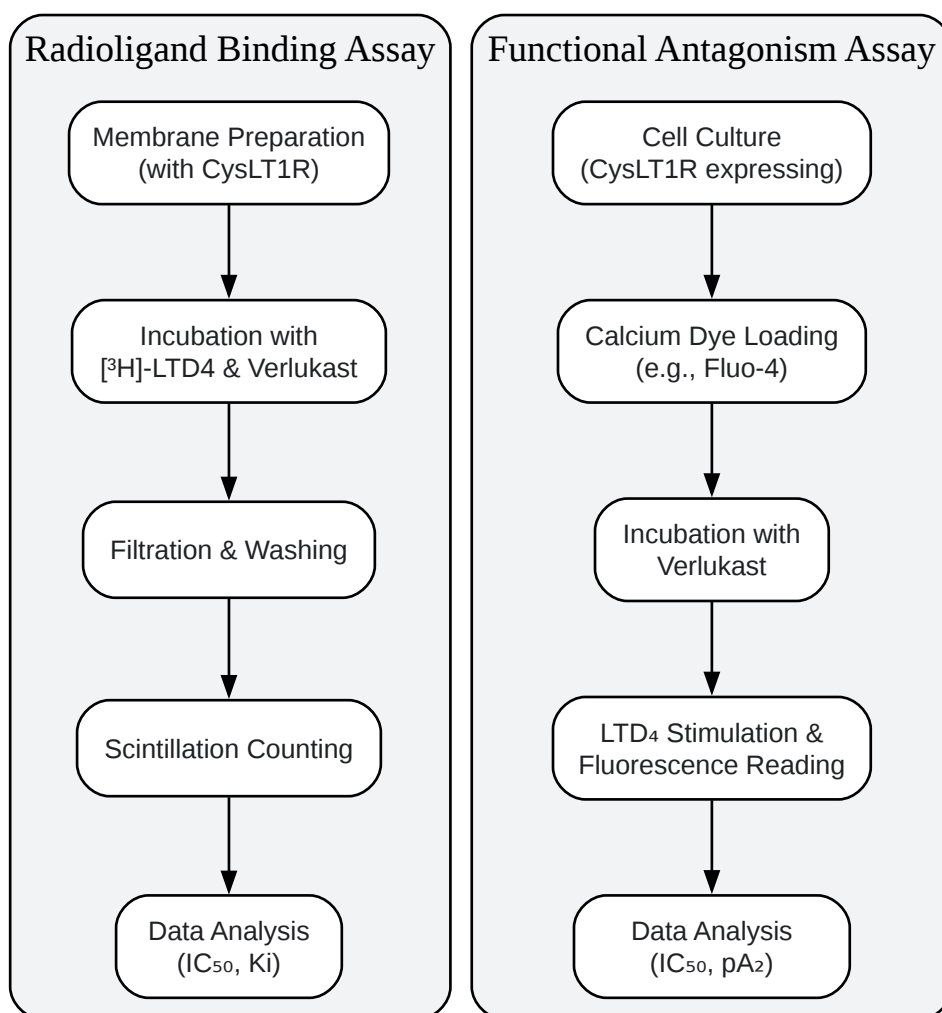 Radioligand Binding Assay
Membrane Preparation
(with CysLT1R)
Incubation with
[³H]-LTD4 & Verlukast
Filtration & Washing
Scintillation Counting
Data Analysis
(IC₅₀, Ki)
Functional Antagonism Assay
Cell Culture
(CysLT1R expressing)
Calcium Dye Loading
(e.g., Fluo-4)
Incubation with
Verlukast
LTD₄ Stimulation &
Fluorescence Reading
Data Analysis
(IC₅₀, pA₂)